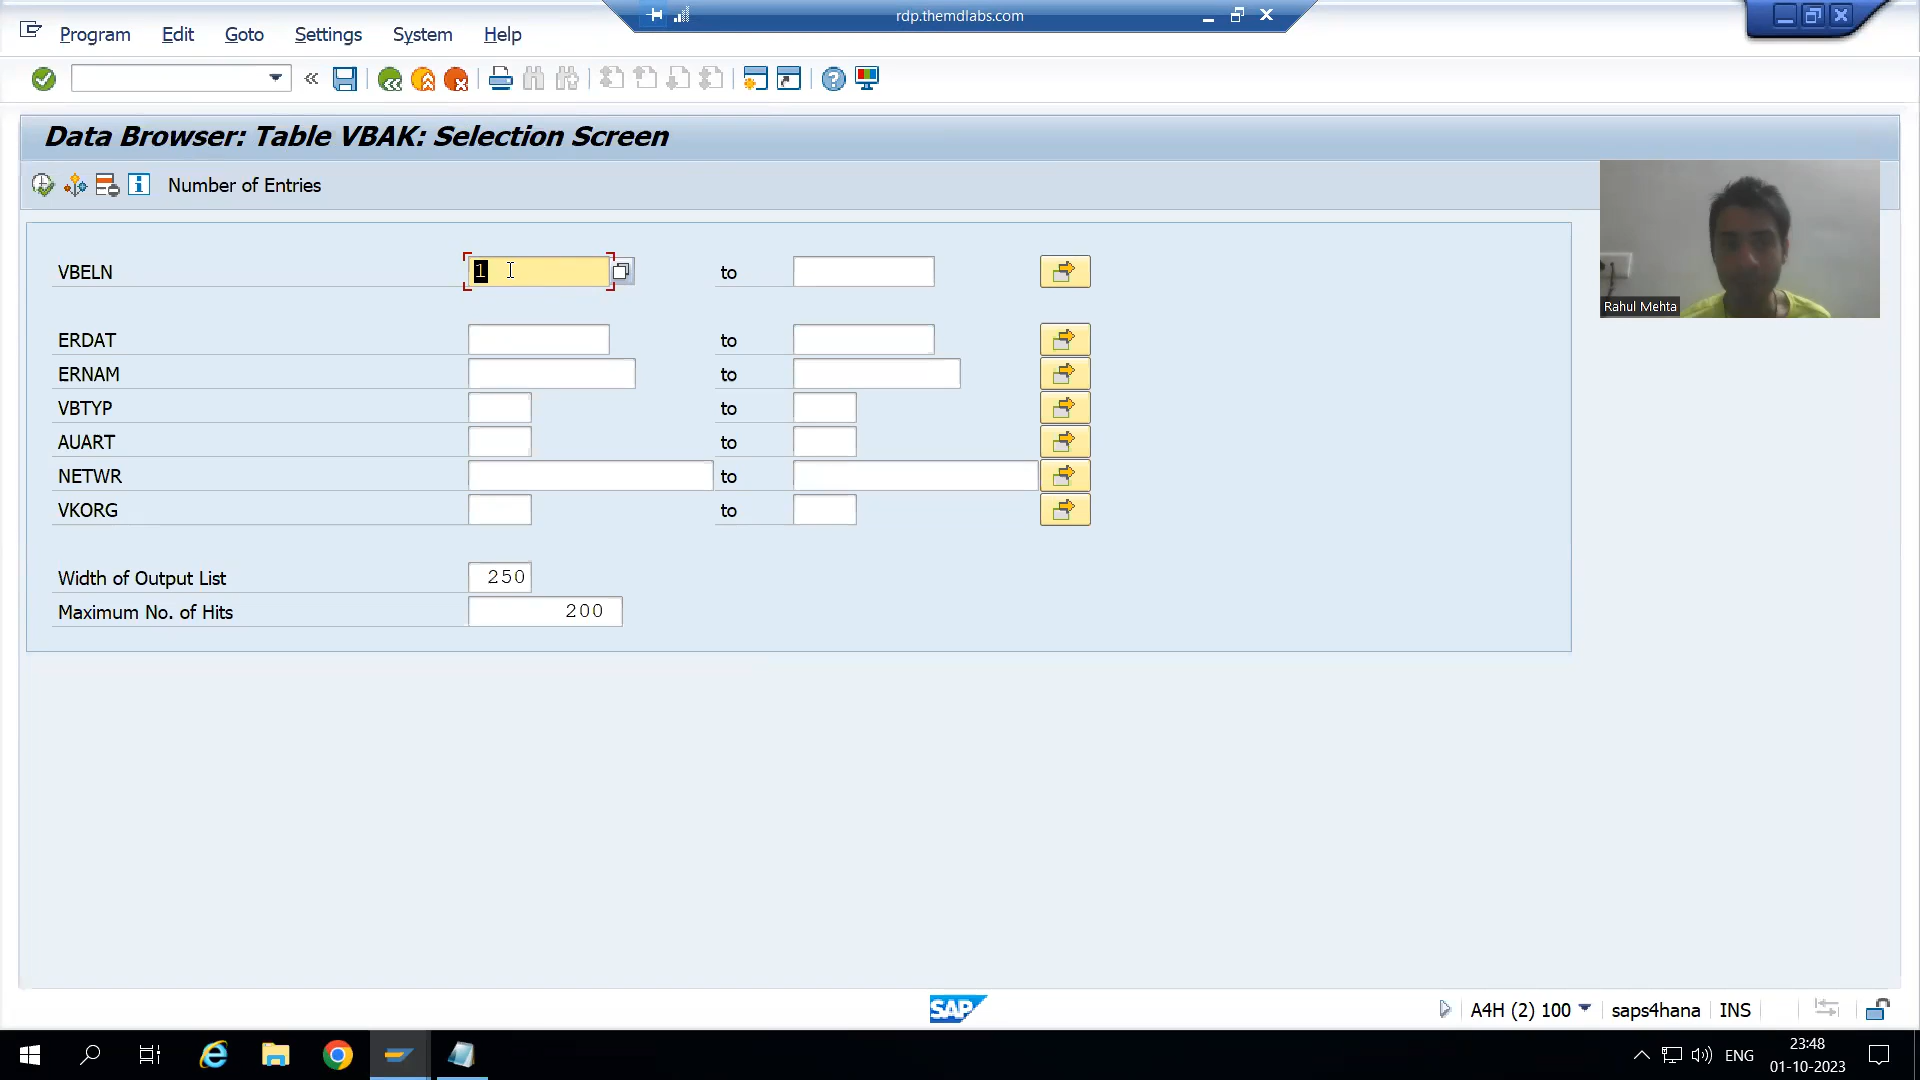 rdp.themdlabs.com
Program Edit Goto Settings System Help
Data Browser: Table VBAK: Selection Screen
Number of Entries
VBELN 1 to
ERDAT to
ERNAM to
VBTYP to
AUART to
NETWR to
VKORG to
Width of Output List 250
Maximum No. of Hits 200
Rahul Mehta
SAP
A4H (2) 100 saps4hana INS
ENG
23:48
01-10-2023